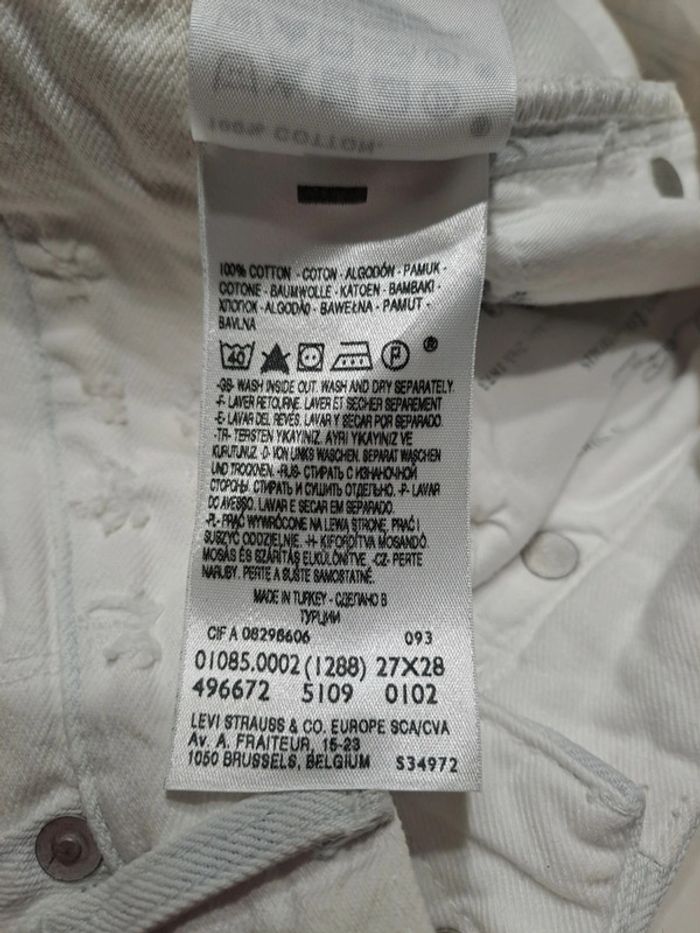 100% COTTON
100% COTTON - COTON - ALGODÓN - PAMUK -
COTONE - BAUMWOLLE - KATOEN - BAMBAKI -
ХЛОПОК - ALGODÃO - BAWEŁNA - PAMUT -
BAVLNA
40 P ®
-GB- WASH INSIDE OUT. WASH AND DRY SEPARATELY
-F- LAVER RETOURNE. LAVER ET SECHER SEPAREMENT
-E- LAVAR DEL REVES. LAVAR Y SECAR POR SEPARADO
-TR- TERSTEN YIKAYINIZ. AYRI YIKAYINIZ VE
KURUTUNUZ. -D- VON LINKS WASCHEN. SEPARAT WASCHEN
UND TROCKNEN. -RUS- СТИРАТЬ С ИЗНАНОЧНОЙ
СТОРОНЫ. СТИРАТЬ И СУШИТЬ ОТДЕЛЬНО. -P- LAVAR
DO AVESSO. LAVAR E SECAR EM SEPARADO.
-PL- PRAĆ WYWRÓCONE NA LEWĄ STRONĘ. PRAĆ I
SUSZYĆ ODDZIELNIE. -H- KIFORDÍTVA MOSANDÓ
MOSÁS ÉS SZÁRÍTÁS ELKÜLÖNÍTVE. -CZ- PERTE
NARUBY. PERTE A SUŠTE SAMOSTATNĚ.
MADE IN TURKEY - СДЕЛАНО В
ТУРЦИИ
CIF A 08298606 093
01085.0002 (1288) 27X28
496672 5109 0102
LEVI STRAUSS & CO. EUROPE SCA/CVA
Av. A. FRAITEUR, 15-23
1050 BRUSSELS, BELGIUM S34972